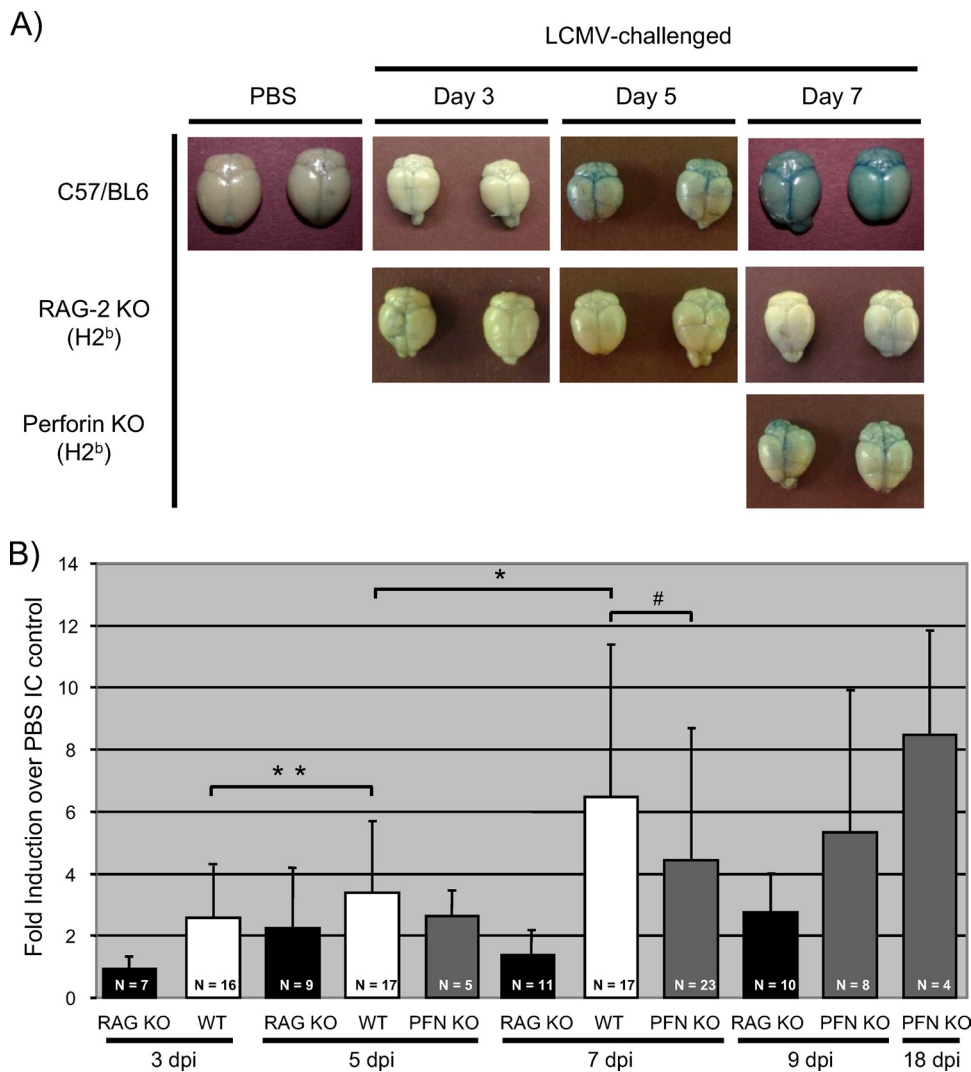 A)
LCMV-challenged
PBS
Day 3
Day 5
Day 7
C57/BL6
RAG-2 KO
(H2ᵇ)
Perforin KO
(H2ᵇ)
B)
Fold Induction over PBS IC control
14
12
10
8
6
4
2
0
*
#
* *
N = 7
N = 16
N = 9
N = 17
N = 5
N = 11
N = 17
N = 23
N = 10
N = 8
N = 4
RAG KO
WT
RAG KO
WT
PFN KO
RAG KO
WT
PFN KO
RAG KO
PFN KO
PFN KO
3 dpi
5 dpi
7 dpi
9 dpi
18 dpi